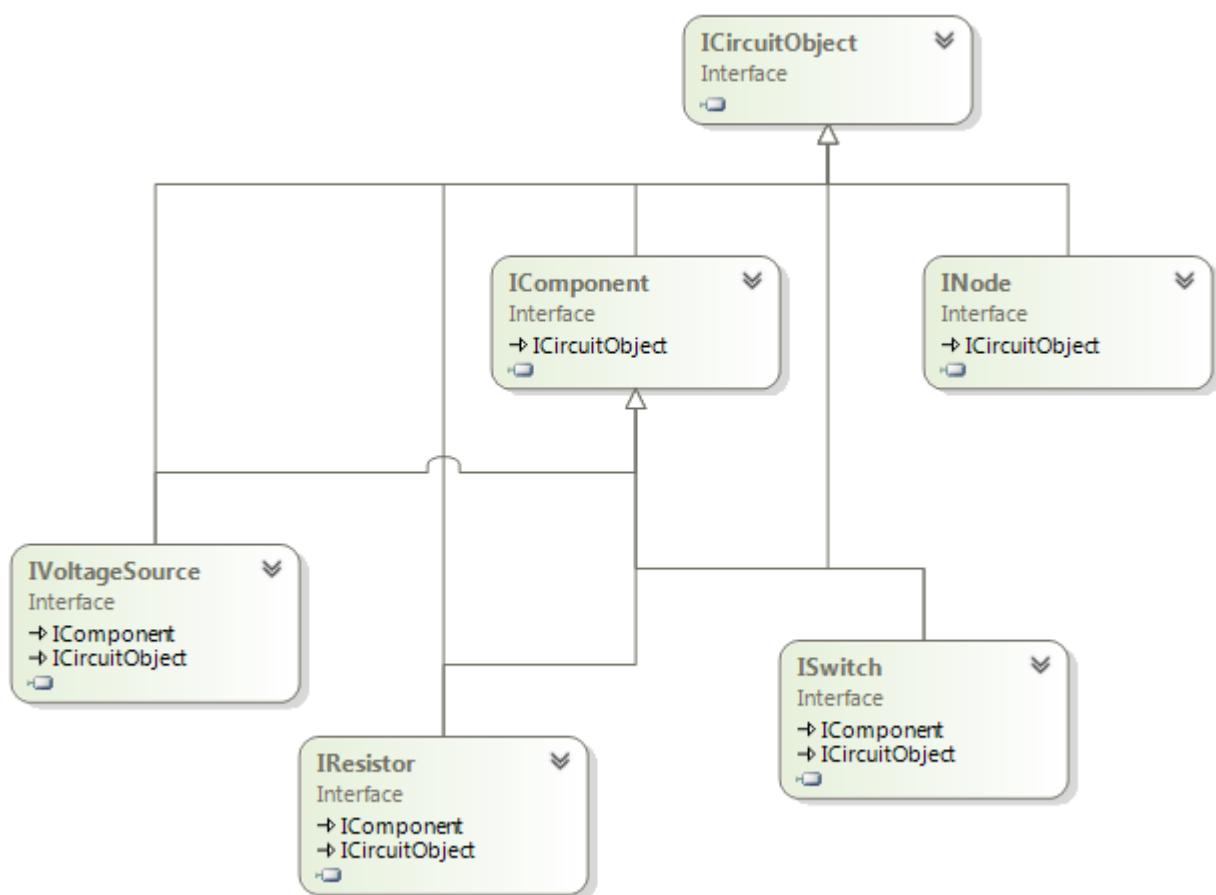 ICircuitObject
Interface
IComponent
Interface
ICircuitObject
INode
Interface
ICircuitObject
IVoltageSource
Interface
IComponent
ICircuitObject
ISwitch
Interface
IComponent
ICircuitObject
IResistor
Interface
IComponent
ICircuitObject